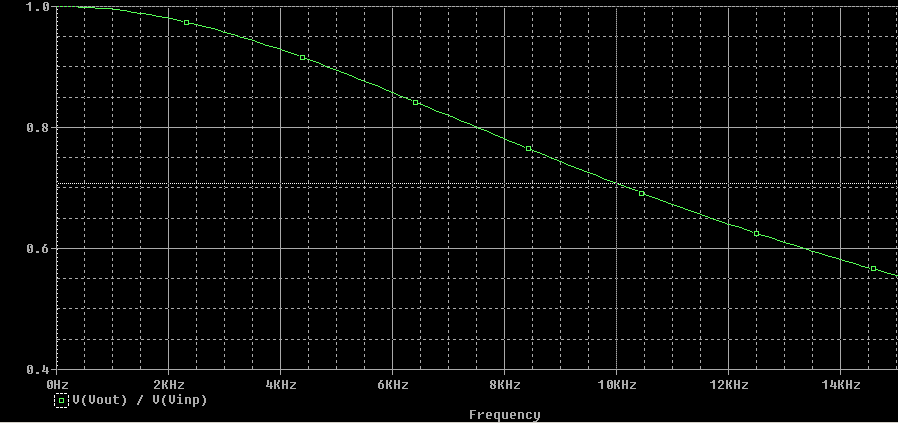 1.0
0.8
0.6
0.4
0Hz 2KHz 4KHz 6KHz 8KHz 10KHz 12KHz 14KHz
V(Vout) / V(Vinp)
Frequency